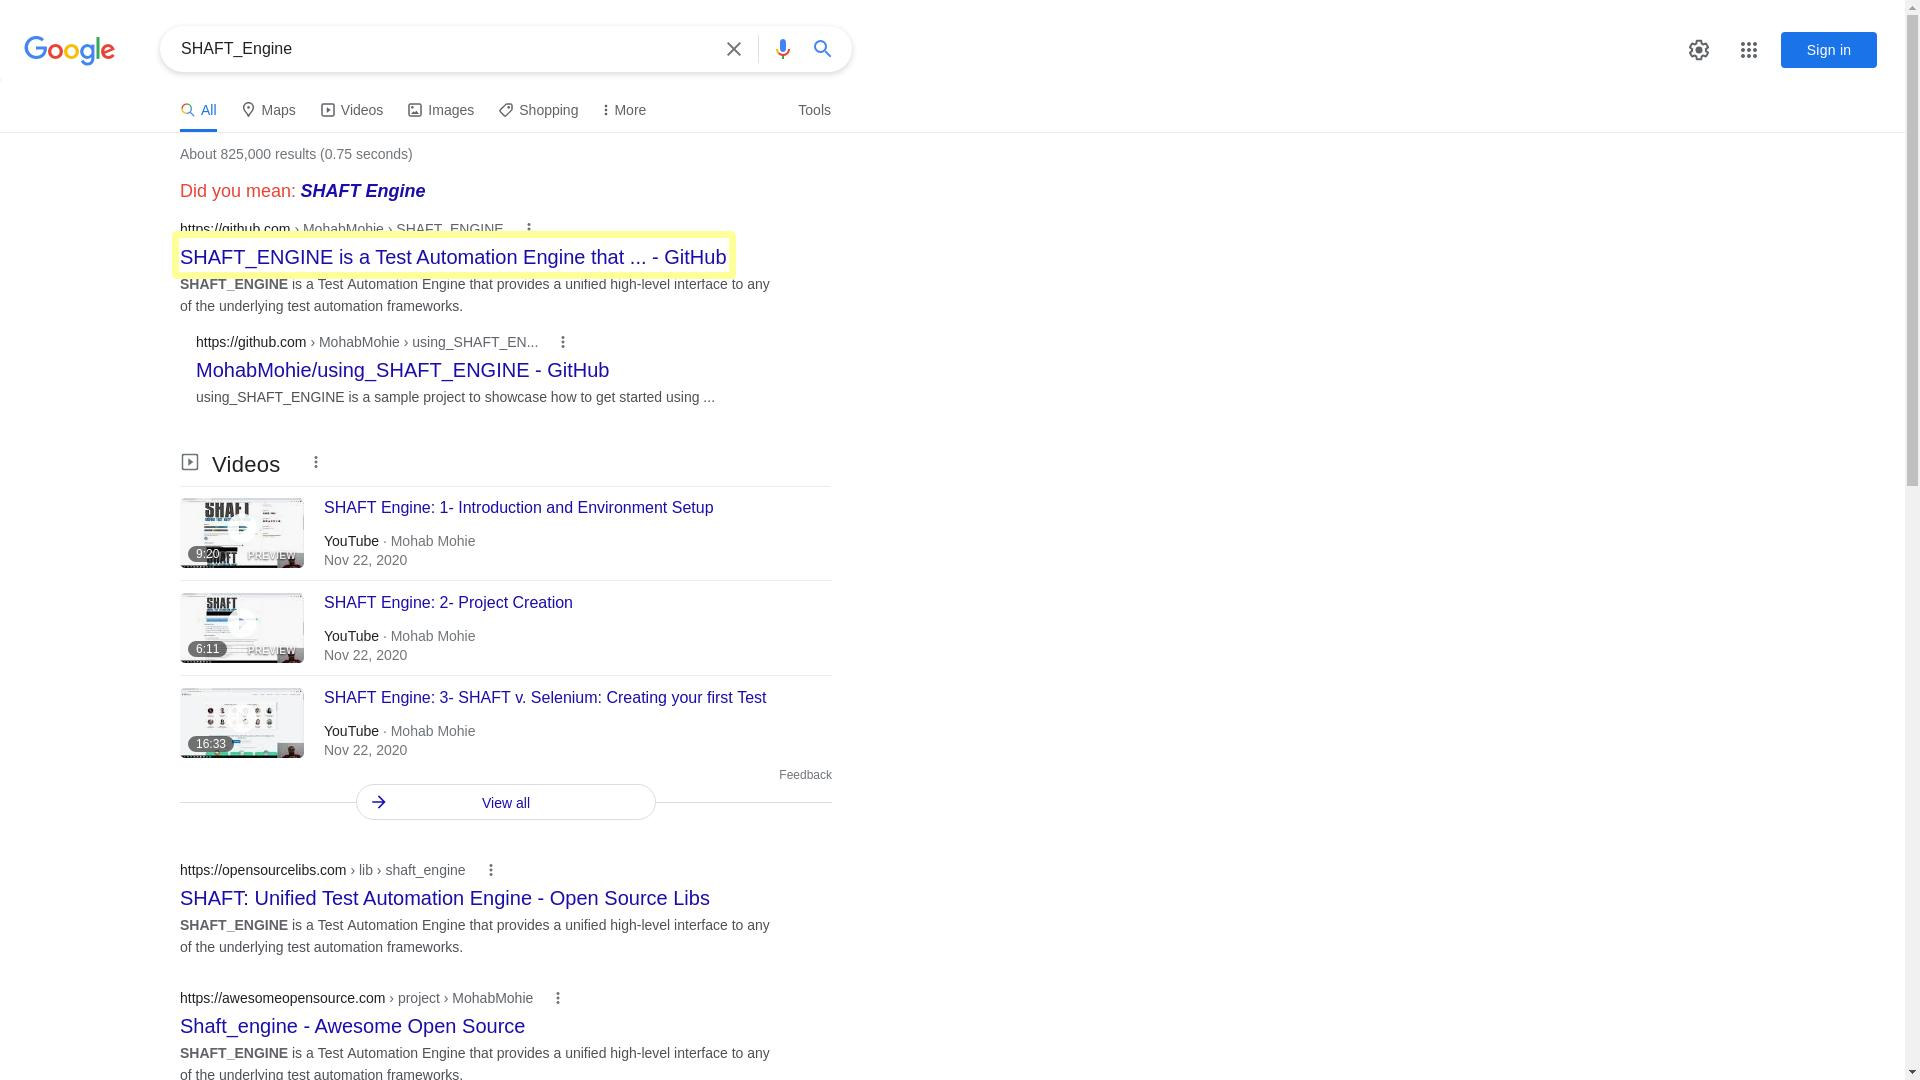 Google
SHAFT_Engine
Sign in
All
Maps
Videos
Images
Shopping
More
Tools
About 825,000 results (0.75 seconds)
Did you mean: SHAFT Engine
https://github.com › MohabMohie › SHAFT_ENGINE
SHAFT_ENGINE is a Test Automation Engine that ... - GitHub
SHAFT_ENGINE is a Test Automation Engine that provides a unified high-level interface to any
of the underlying test automation frameworks.
https://github.com › MohabMohie › using_SHAFT_EN...
MohabMohie/using_SHAFT_ENGINE - GitHub
using_SHAFT_ENGINE is a sample project to showcase how to get started using ...
Videos
SHAFT
9:20
PREVIEW
SHAFT Engine: 1- Introduction and Environment Setup
YouTube · Mohab Mohie
Nov 22, 2020
SHAFT
6:11
PREVIEW
SHAFT Engine: 2- Project Creation
YouTube · Mohab Mohie
Nov 22, 2020
16:33
SHAFT Engine: 3- SHAFT v. Selenium: Creating your first Test
YouTube · Mohab Mohie
Nov 22, 2020
Feedback
View all
https://opensourcelibs.com › lib › shaft_engine
SHAFT: Unified Test Automation Engine - Open Source Libs
SHAFT_ENGINE is a Test Automation Engine that provides a unified high-level interface to any
of the underlying test automation frameworks.
https://awesomeopensource.com › project › MohabMohie
Shaft_engine - Awesome Open Source
SHAFT_ENGINE is a Test Automation Engine that provides a unified high-level interface to any
of the underlying test automation frameworks.